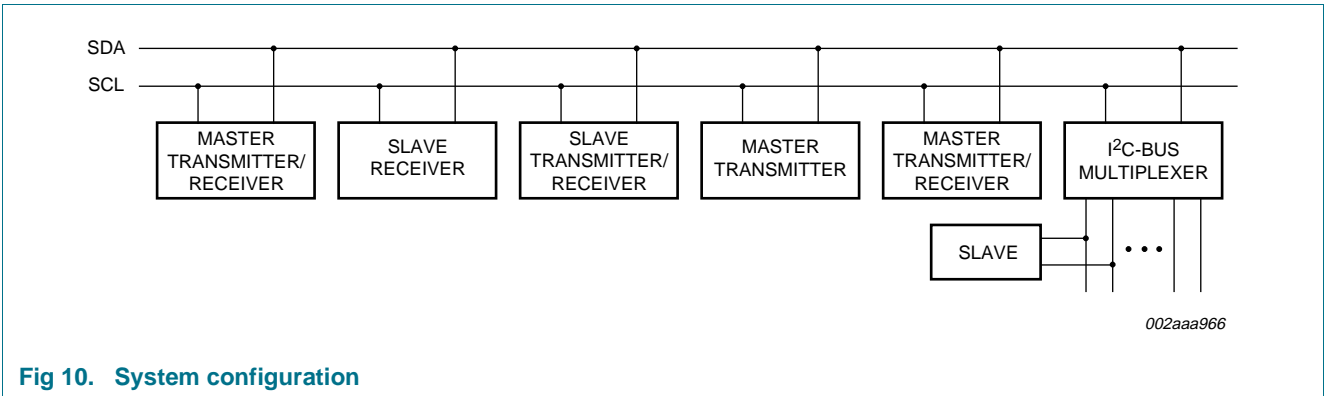 SDA
SCL
MASTER
TRANSMITTER/
RECEIVER
SLAVE
RECEIVER
SLAVE
TRANSMITTER/
RECEIVER
MASTER
TRANSMITTER
MASTER
TRANSMITTER/
RECEIVER
I²C-BUS
MULTIPLEXER
SLAVE
002aaa966
Fig 10. System configuration